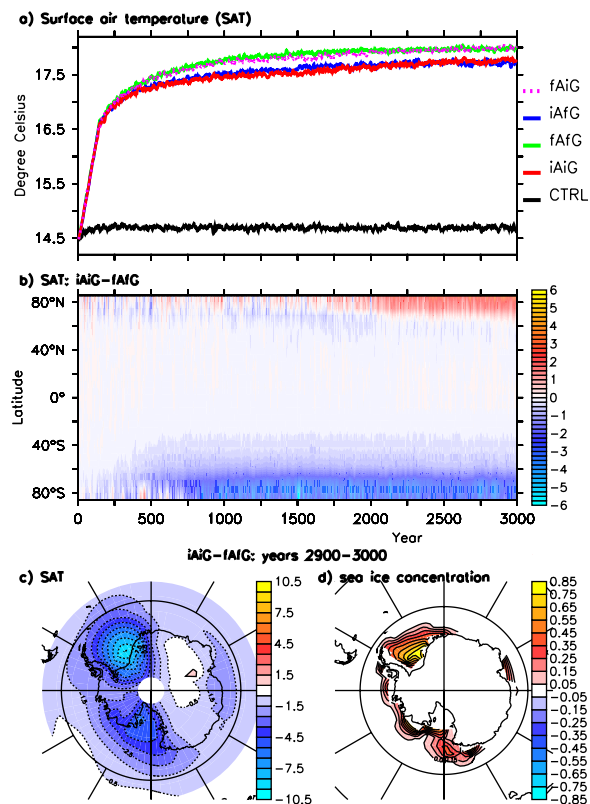 a) Surface air temperature (SAT)
17.5
16.5
15.5
14.5
Degree Celsius
fAiG
iAfG
fAfG
iAiG
CTRL
b) SAT: iAiG-fAfG
80°N
40°N
0°
40°S
80°S
Latitude
0 500 1000 1500 2000 2500 3000
Year
6
5
4
3
2
1
0
-1
-2
-3
-4
-5
-6
iAiG-fAfG: years 2900-3000
c) SAT
10.5
7.5
4.5
1.5
-1.5
-4.5
-7.5
-10.5
d) sea ice concentration
0.85
0.75
0.65
0.55
0.45
0.35
0.25
0.15
0.05
-0.05
-0.15
-0.25
-0.35
-0.45
-0.55
-0.65
-0.75
-0.85